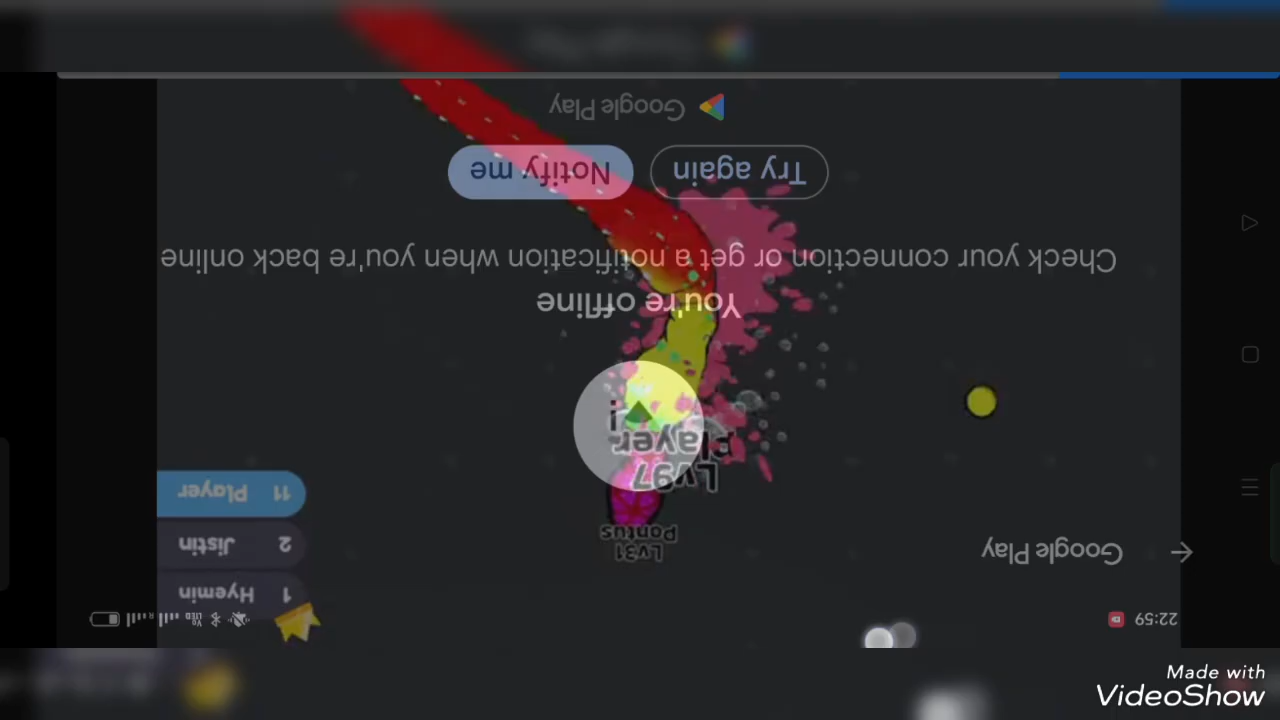 22:59
Google Play
1 Hyemin
2 Jistin
11 Player
Lv31
Pontus
Lv97
Player
!
You're offline
Check your connection or get a notification when you're back online
Try again
Notify me
Google Play
Made with
VideoShow